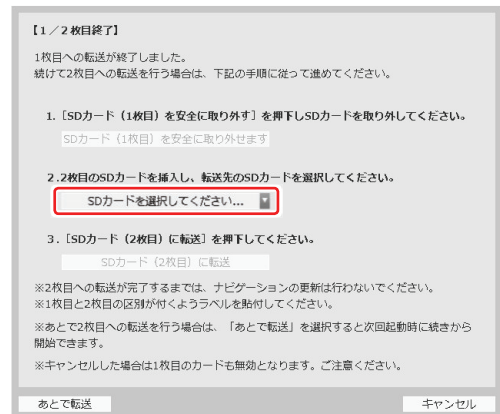 【1/2枚目終了】
1枚目への転送が終了しました。
続けて2枚目への転送を行う場合は、下記の手順に従って進めてください。
1.［SDカード（1枚目）を安全に取り外す］を押下しSDカードを取り外してください。
SDカード（1枚目）を安全に取り外せます
2.2枚目のSDカードを挿入し、転送先のSDカードを選択してください。
SDカードを選択してください...
3.［SDカード（2枚目）に転送］を押下してください。
SDカード（2枚目）に転送
※2枚目への転送が完了するまでは、ナビゲーションの更新は行わないでください。
※1枚目と2枚目の区別が付くようラベルを貼付してください。
※あとで2枚目への転送を行う場合は、「あとで転送」を選択すると次回起動時に続きから
開始できます。
※キャンセルした場合は1枚目のカードも無効となります。ご注意ください。
あとで転送
キャンセル